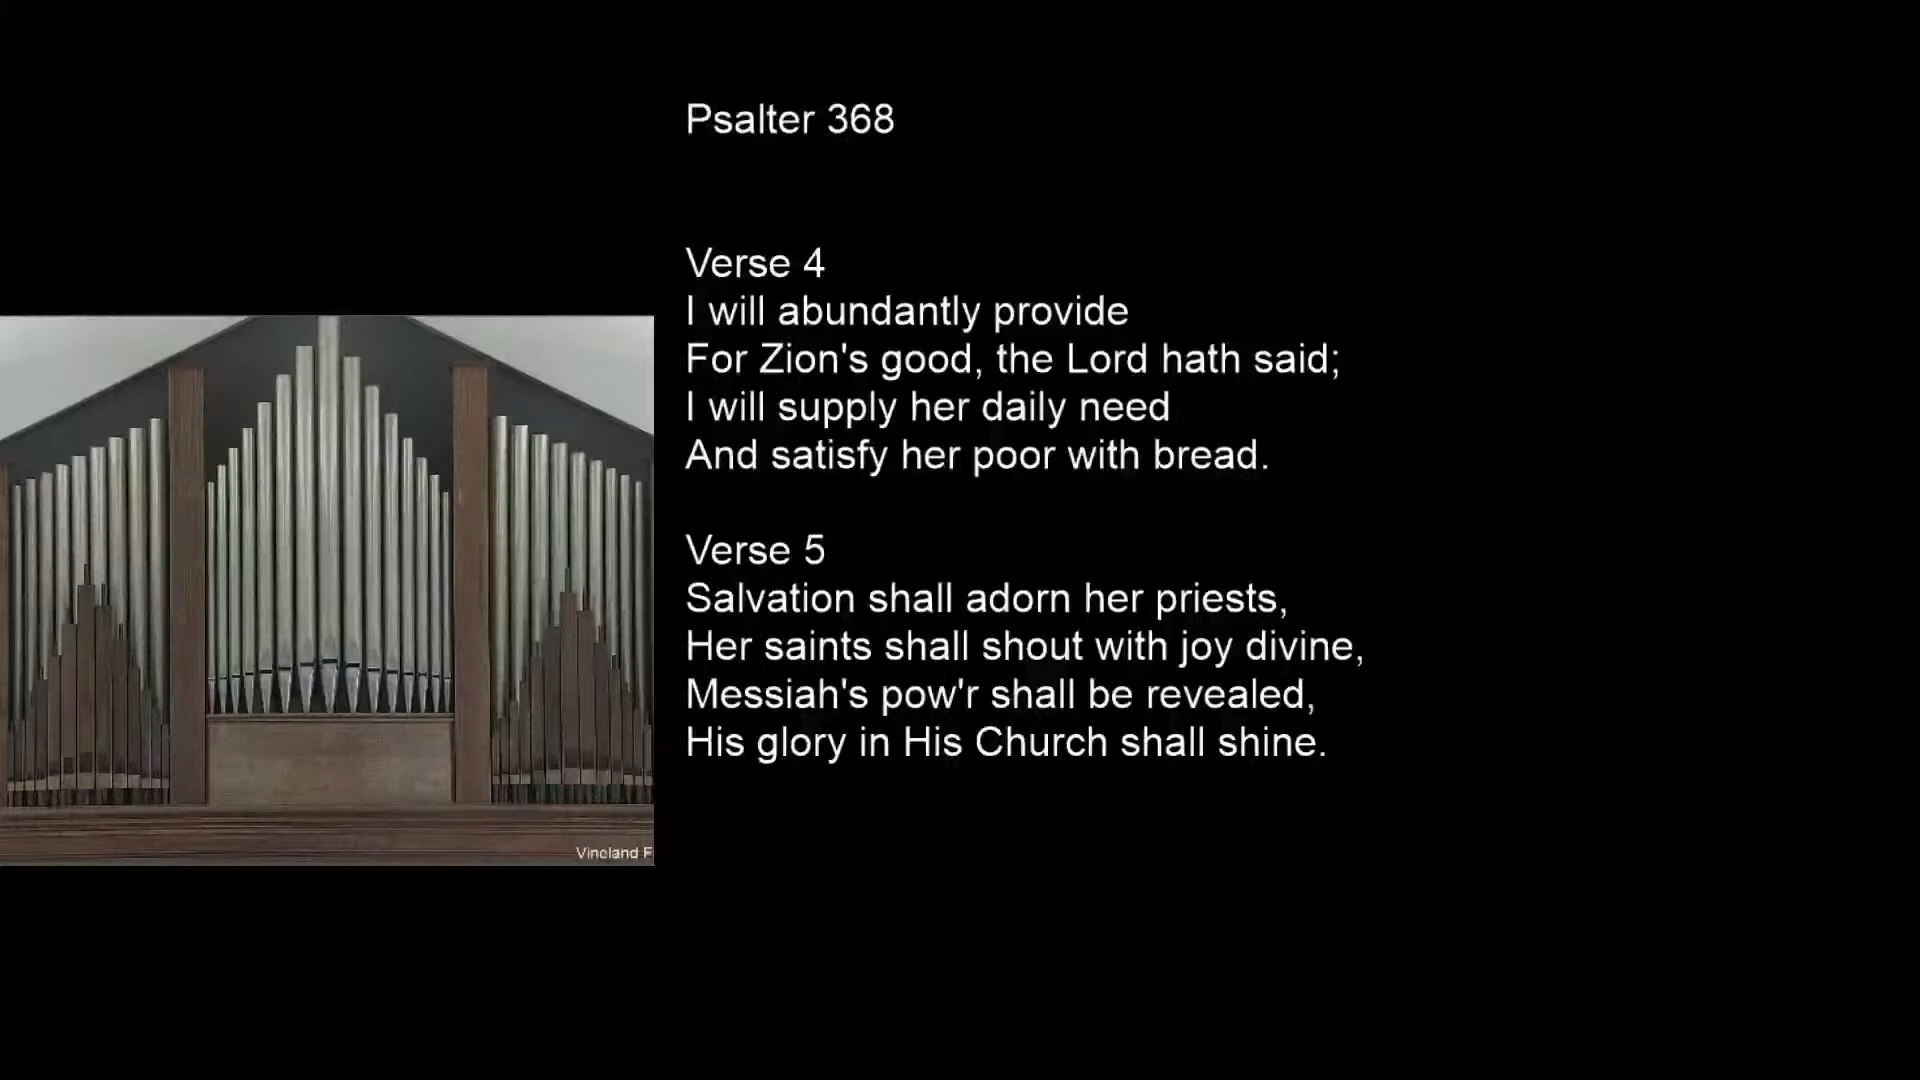 Psalter 368
Verse 4
I will abundantly provide
For Zion's good, the Lord hath said;
I will supply her daily need
And satisfy her poor with bread.
Verse 5
Salvation shall adorn her priests,
Her saints shall shout with joy divine,
Messiah's pow'r shall be revealed,
His glory in His Church shall shine.
Vineland F